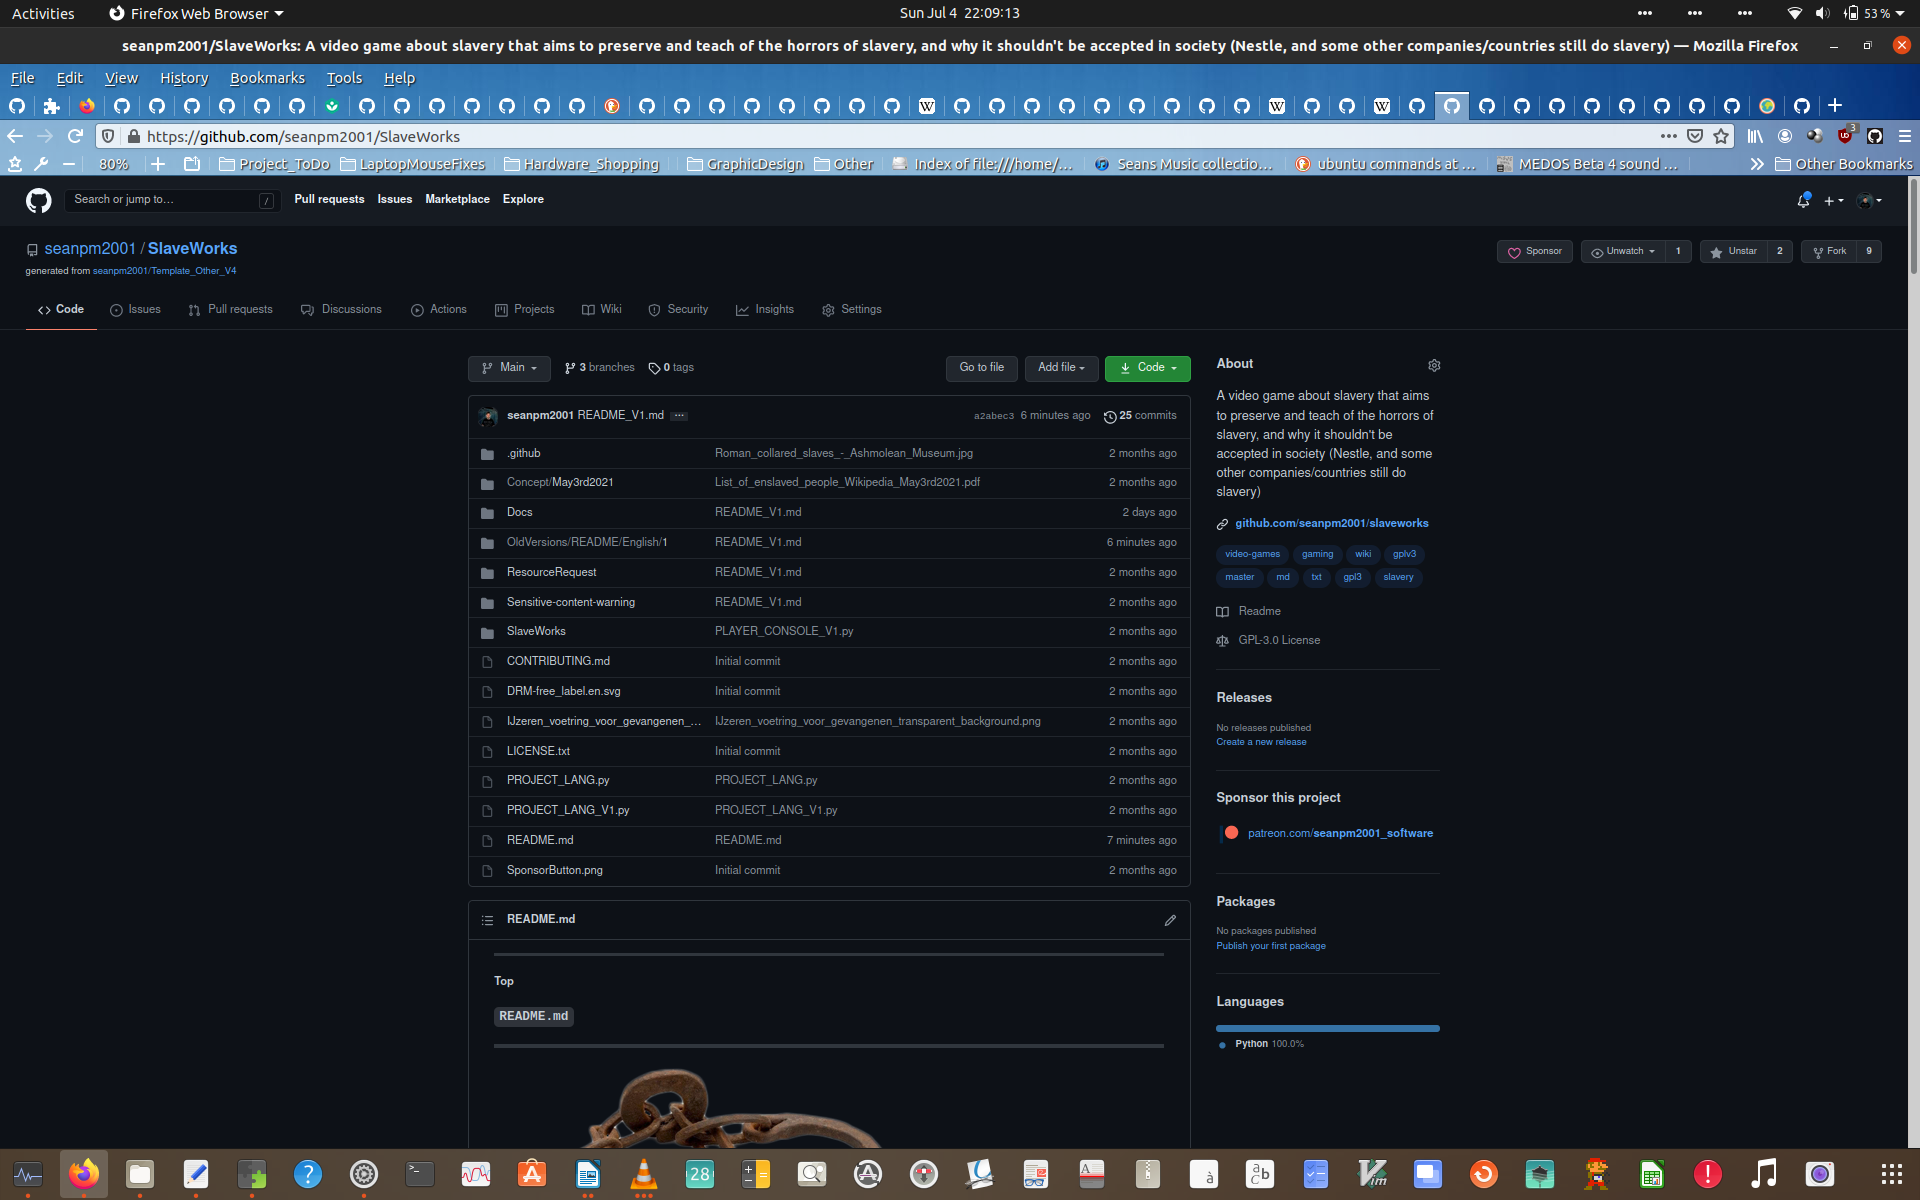 Activities
Firefox Web Browser
Sun Jul 4 22:09:13
53 %
seanpm2001/SlaveWorks: A video game about slavery that aims to preserve and teach of the horrors of slavery, and why it shouldn't be accepted in society (Nestle, and some other companies/countries still do slavery) — Mozilla Firefox
File Edit View History Bookmarks Tools Help
https://github.com/seanpm2001/SlaveWorks
3
80% Project_ToDo LaptopMouseFixes Hardware_Shopping GraphicDesign Other Index of file:///home/… Seans Music collectio… ubuntu commands at … MEDOS Beta 4 sound … Other Bookmarks
Search or jump to… / Pull requests Issues Marketplace Explore
seanpm2001 / SlaveWorks
Sponsor Unwatch 1 Unstar 2 Fork 9
generated from seanpm2001/Template_Other_V4
Code Issues Pull requests Discussions Actions Projects Wiki Security Insights Settings
Main 3 branches 0 tags Go to file Add file Code
seanpm2001 README_V1.md a2abec3 6 minutes ago 25 commits
.github Roman_collared_slaves_-_Ashmolean_Museum.jpg 2 months ago
Concept/May3rd2021 List_of_enslaved_people_Wikipedia_May3rd2021.pdf 2 months ago
Docs README_V1.md 2 days ago
OldVersions/README/English/1 README_V1.md 6 minutes ago
ResourceRequest README_V1.md 2 months ago
Sensitive-content-warning README_V1.md 2 months ago
SlaveWorks PLAYER_CONSOLE_V1.py 2 months ago
CONTRIBUTING.md Initial commit 2 months ago
DRM-free_label.en.svg Initial commit 2 months ago
IJzeren_voetring_voor_gevangenen_… IJzeren_voetring_voor_gevangenen_transparent_background.png 2 months ago
LICENSE.txt Initial commit 2 months ago
PROJECT_LANG.py PROJECT_LANG.py 2 months ago
PROJECT_LANG_V1.py PROJECT_LANG_V1.py 2 months ago
README.md README.md 7 minutes ago
SponsorButton.png Initial commit 2 months ago
README.md
Top
README.md
About
A video game about slavery that aims
to preserve and teach of the horrors of
slavery, and why it shouldn't be
accepted in society (Nestle, and some
other companies/countries still do
slavery)
github.com/seanpm2001/slaveworks
video-games gaming wiki gplv3
master md txt gpl3 slavery
Readme
GPL-3.0 License
Releases
No releases published
Create a new release
Sponsor this project
patreon.com/seanpm2001_software
Packages
No packages published
Publish your first package
Languages
Python 100.0%
28